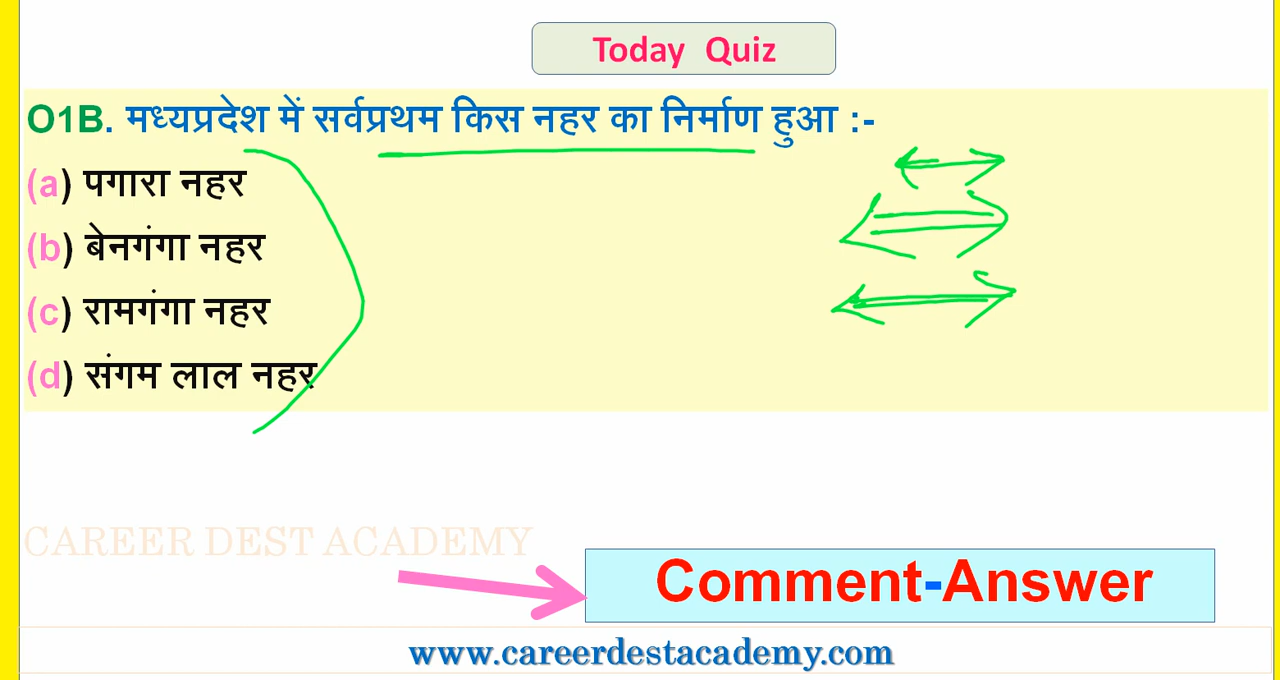 Today Quiz
O1B. मध्यप्रदेश में सर्वप्रथम किस नहर का निर्माण हुआ :-
(a) पगारा नहर
(b) बेनगंगा नहर
(c) रामगंगा नहर
(d) संगम लाल नहर
CAREER DEST ACADEMY
Comment-Answer
www.careerdestacademy.com